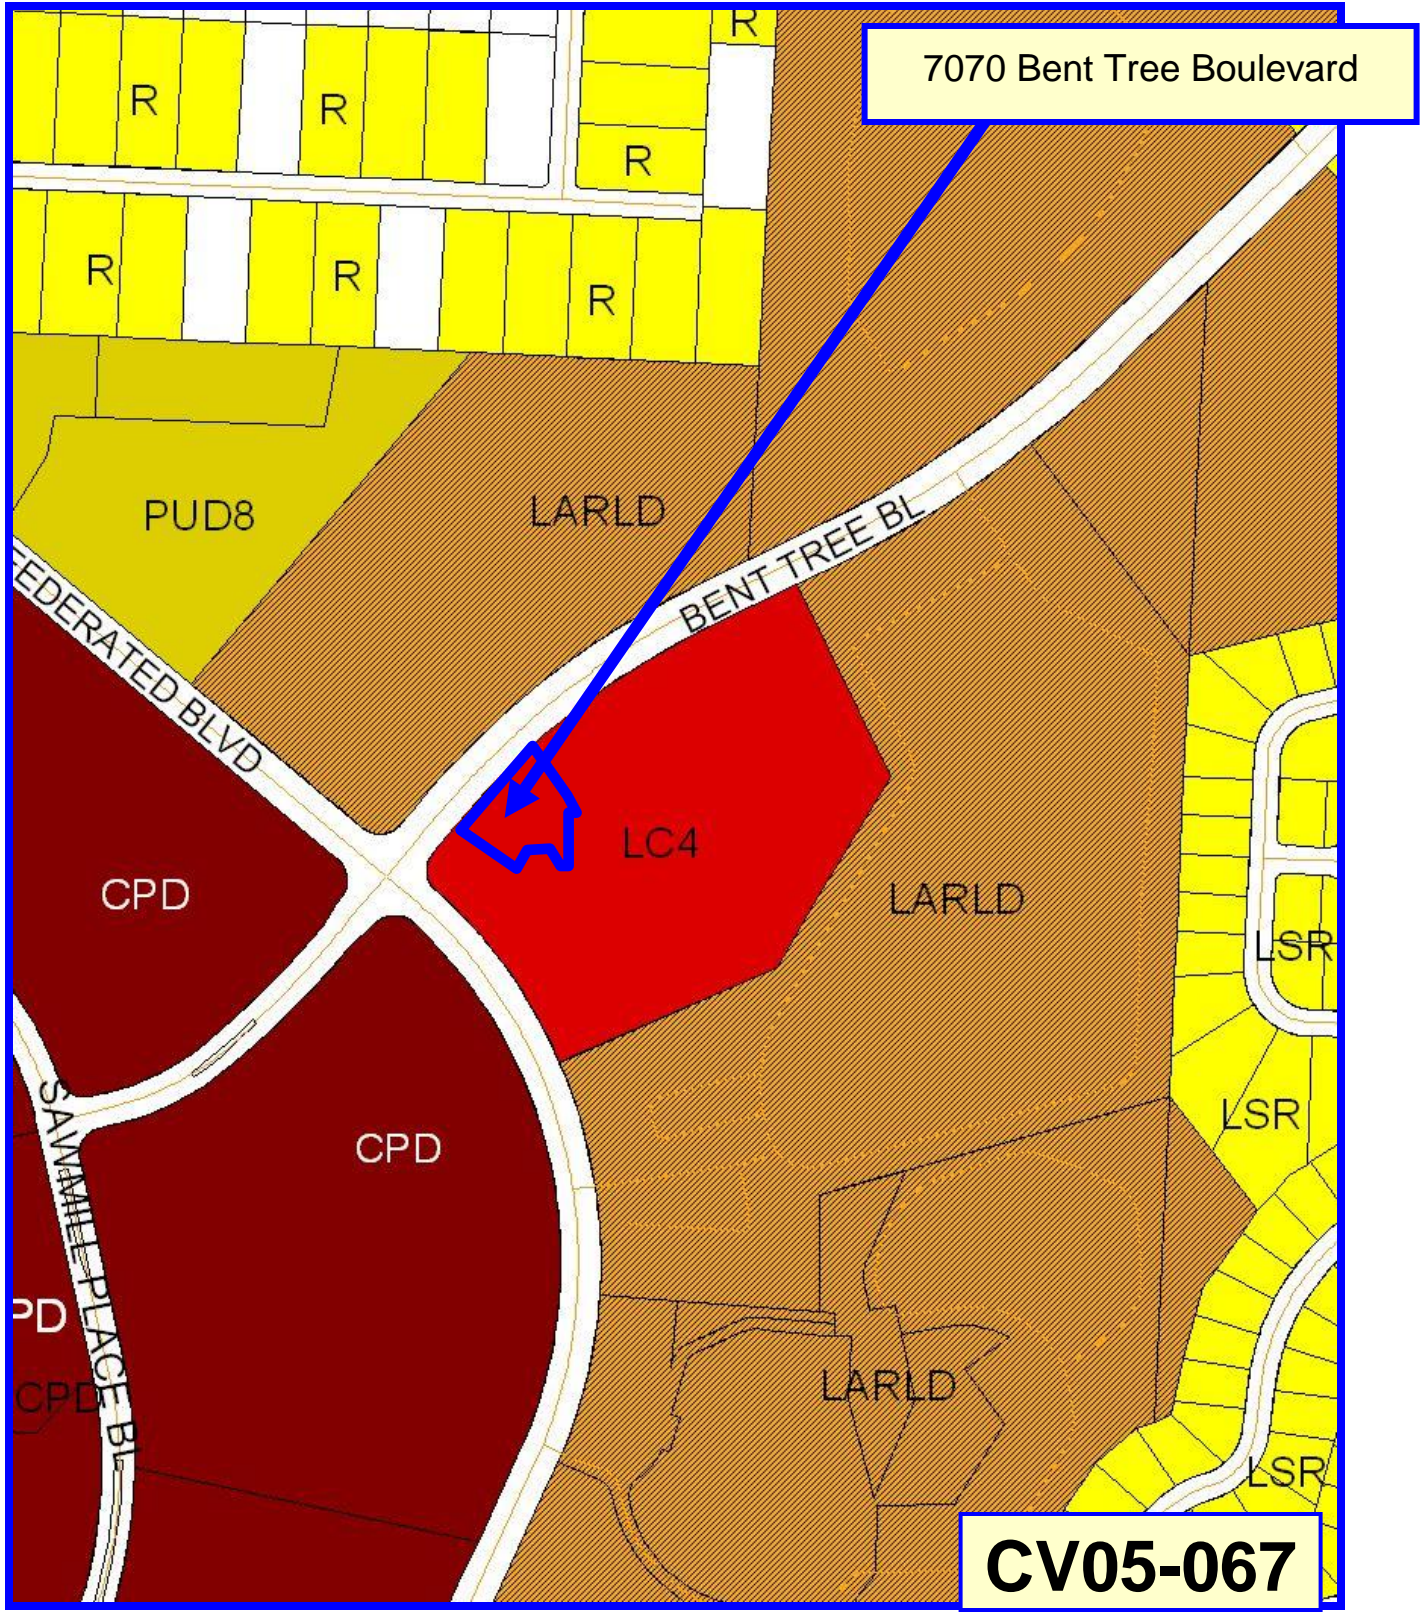 R
7070 Bent Tree Boulevard
R
R
R
R
R
R
PUD8
LARLD
BENT TREE BL
FEDERATED BLVD
LC4
CPD
LARLD
LSR
LSR
CPD
SAWMILL PLACE BL
PD
CPD
LARLD
LSR
CV05-067